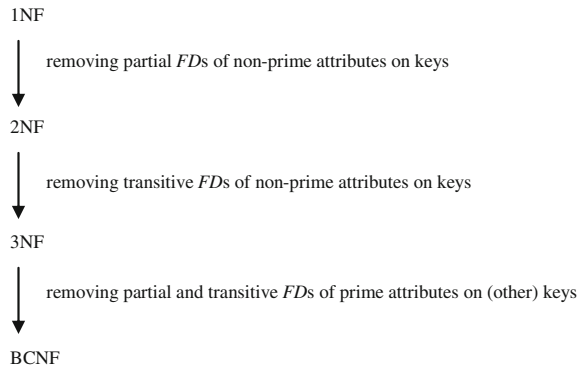 1NF
removing partial FDs of non-prime attributes on keys
2NF
removing transitive FDs of non-prime attributes on keys
3NF
removing partial and transitive FDs of prime attributes on (other) keys
BCNF